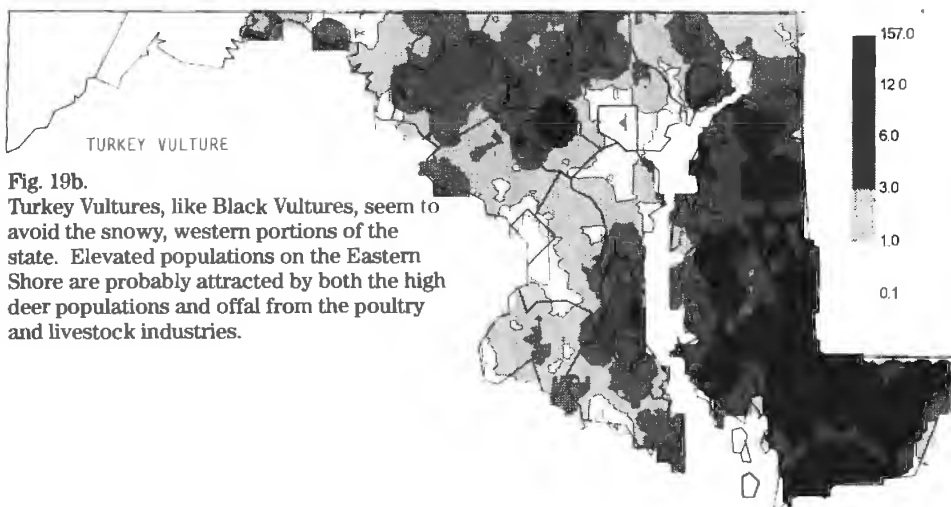 TURKEY VULTURE
Fig. 19b.
Turkey Vultures, like Black Vultures, seem to
avoid the snowy, western portions of the
state. Elevated populations on the Eastern
Shore are probably attracted by both the high
deer populations and offal from the poultry
and livestock industries.
157.0
12.0
6.0
3.0
1.0
0.1